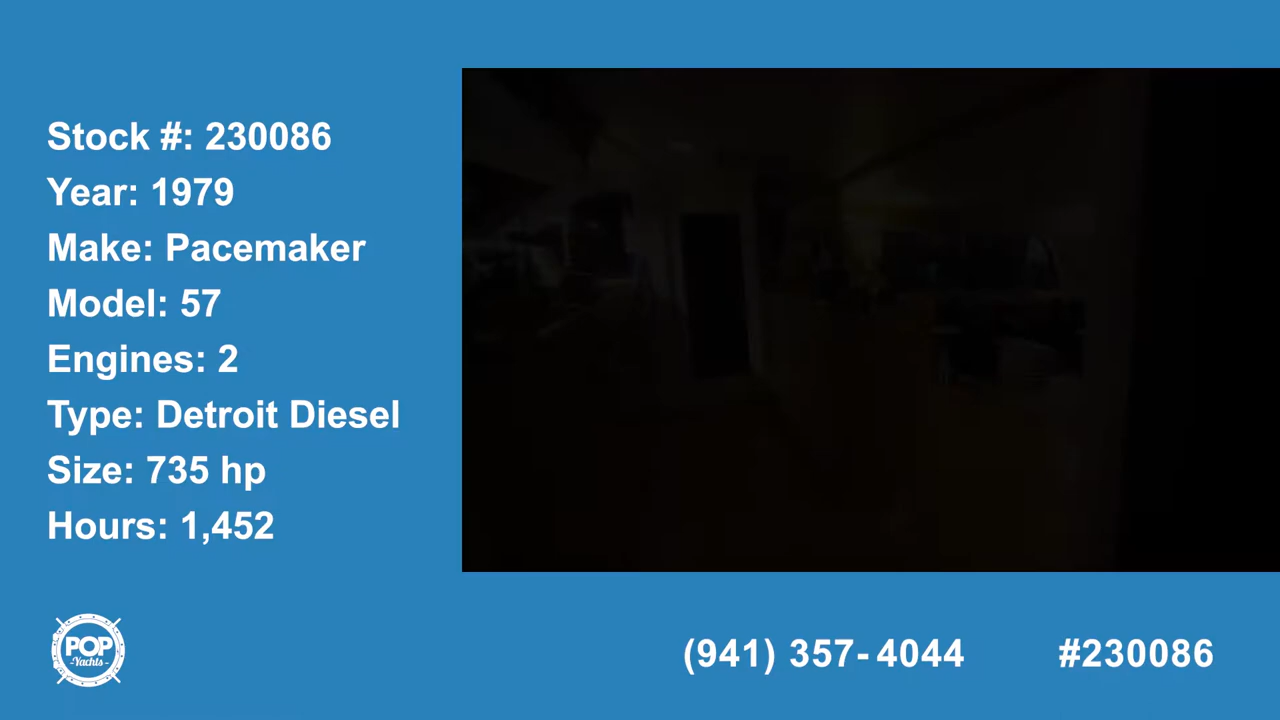 Stock #: 230086
Year: 1979
Make: Pacemaker
Model: 57
Engines: 2
Type: Detroit Diesel
Size: 735 hp
Hours: 1,452
POP
-Yachts-
(941) 357-4044
#230086